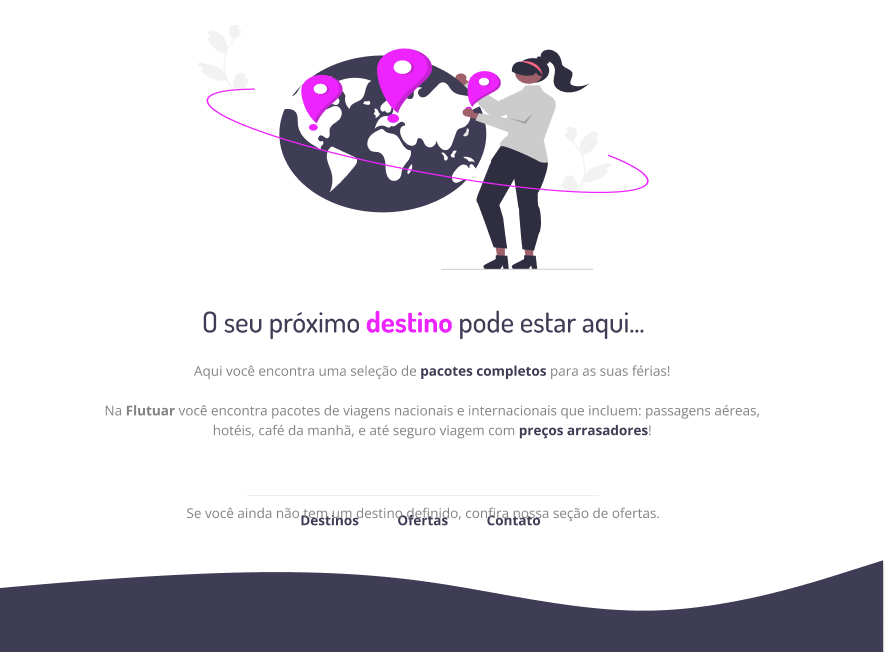 O seu próximo destino pode estar aqui...
Aqui você encontra uma seleção de pacotes completos para as suas férias!
Na Flutuar você encontra pacotes de viagens nacionais e internacionais que incluem: passagens aéreas,
hotéis, café da manhã, e até seguro viagem com preços arrasadores!
Se você ainda não tem um destino definido, confira nossa seção de ofertas.
Destinos Ofertas Contato